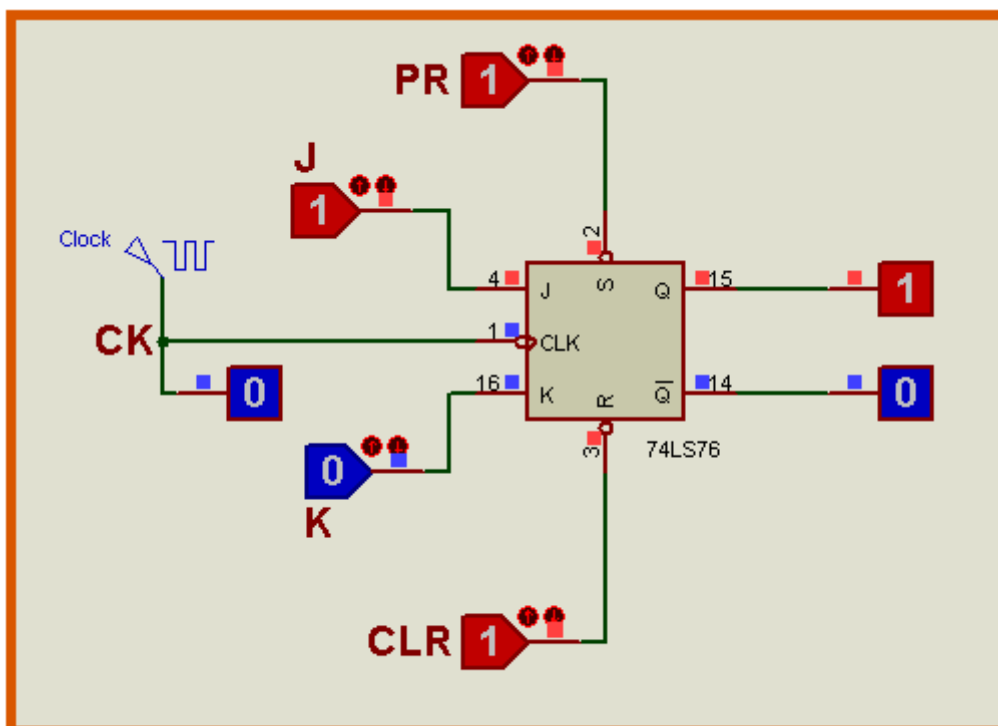 PR 1
J
1
Clock
2
4 J S Q 15 1
CK 1 CLK
0 16 K R Q 14 0
3 74LS76
0
K
CLR 1